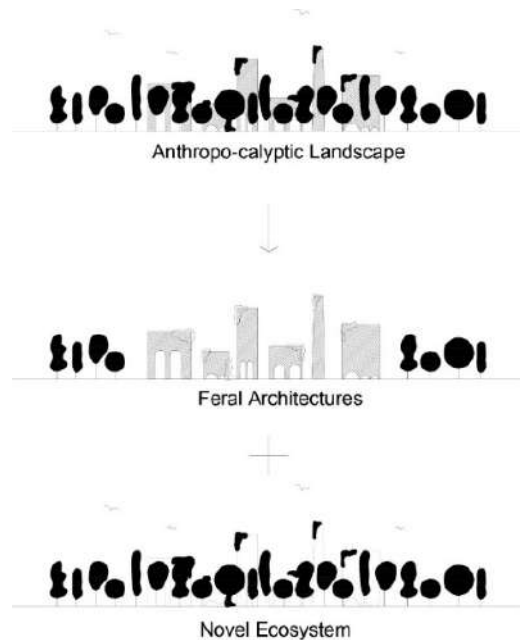 Anthropo-calyptic Landscape
Feral Architectures
Novel Ecosystem